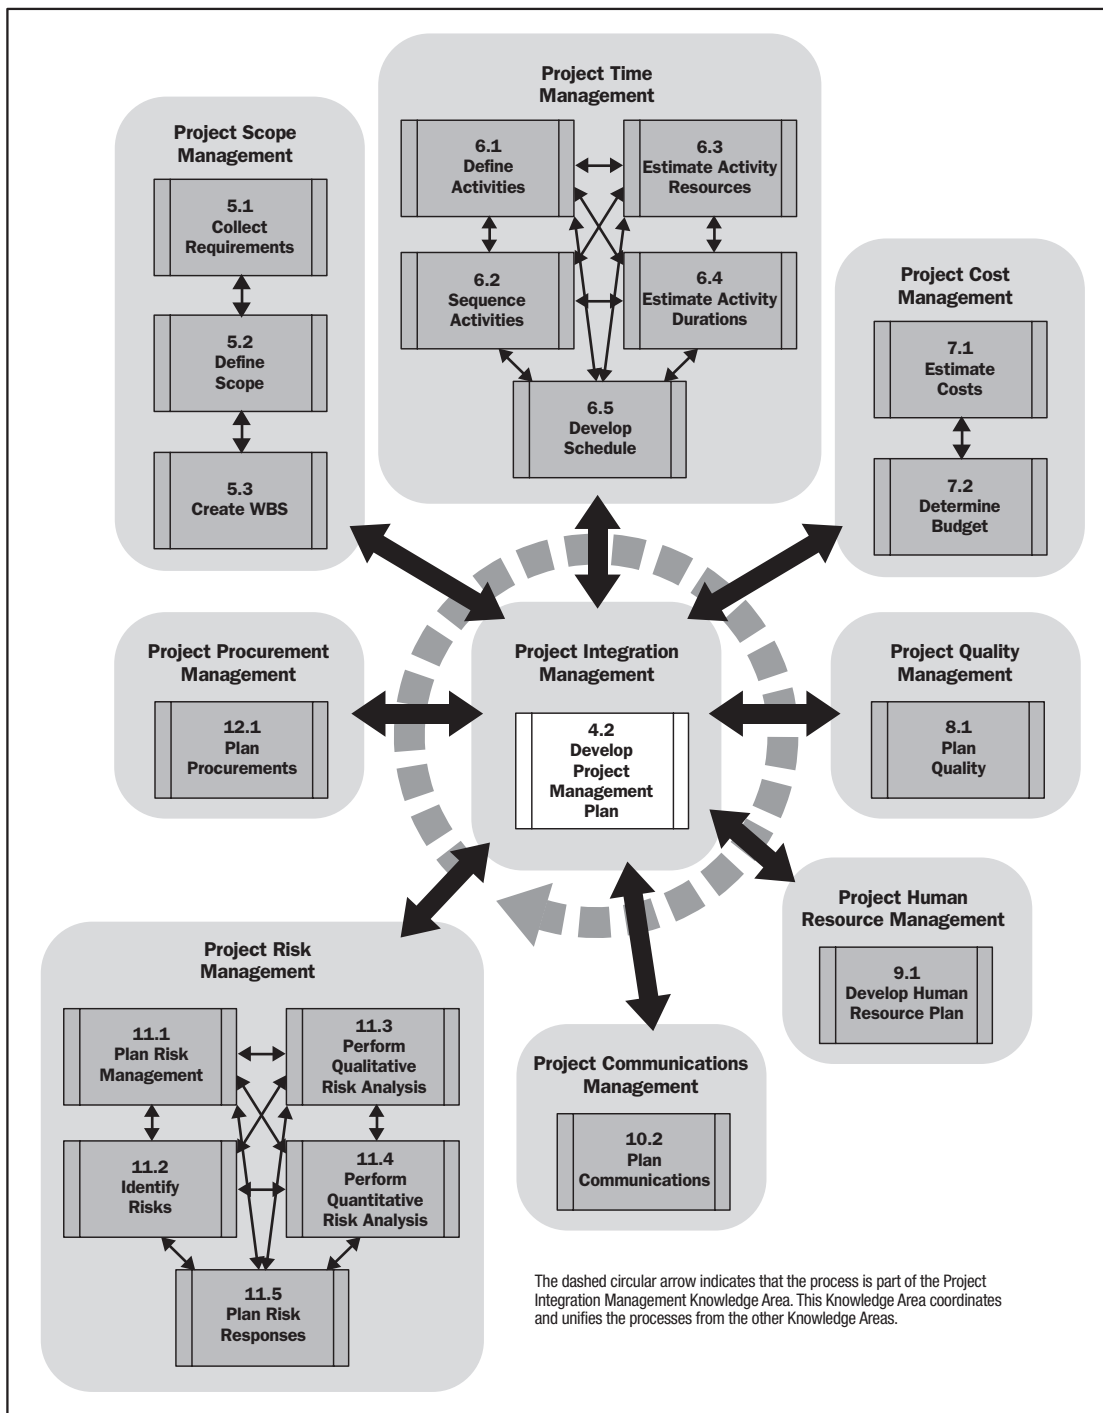 Project Time
Management
6.1
Define
Activities
6.3
Estimate Activity
Resources
6.2
Sequence
Activities
6.4
Estimate Activity
Durations
6.5
Develop
Schedule
Project Scope
Management
5.1
Collect
Requirements
5.2
Define
Scope
5.3
Create WBS
Project Cost
Management
7.1
Estimate
Costs
7.2
Determine
Budget
Project Procurement
Management
12.1
Plan
Procurements
Project Integration
Management
4.2
Develop
Project
Management
Plan
Project Quality
Management
8.1
Plan
Quality
Project Human
Resource Management
9.1
Develop Human
Resource Plan
Project Risk
Management
11.1
Plan Risk
Management
11.3
Perform
Qualitative
Risk Analysis
11.2
Identify
Risks
11.4
Perform
Quantitative
Risk Analysis
11.5
Plan Risk
Responses
Project Communications
Management
10.2
Plan
Communications
The dashed circular arrow indicates that the process is part of the Project
Integration Management Knowledge Area. This Knowledge Area coordinates
and unifies the processes from the other Knowledge Areas.